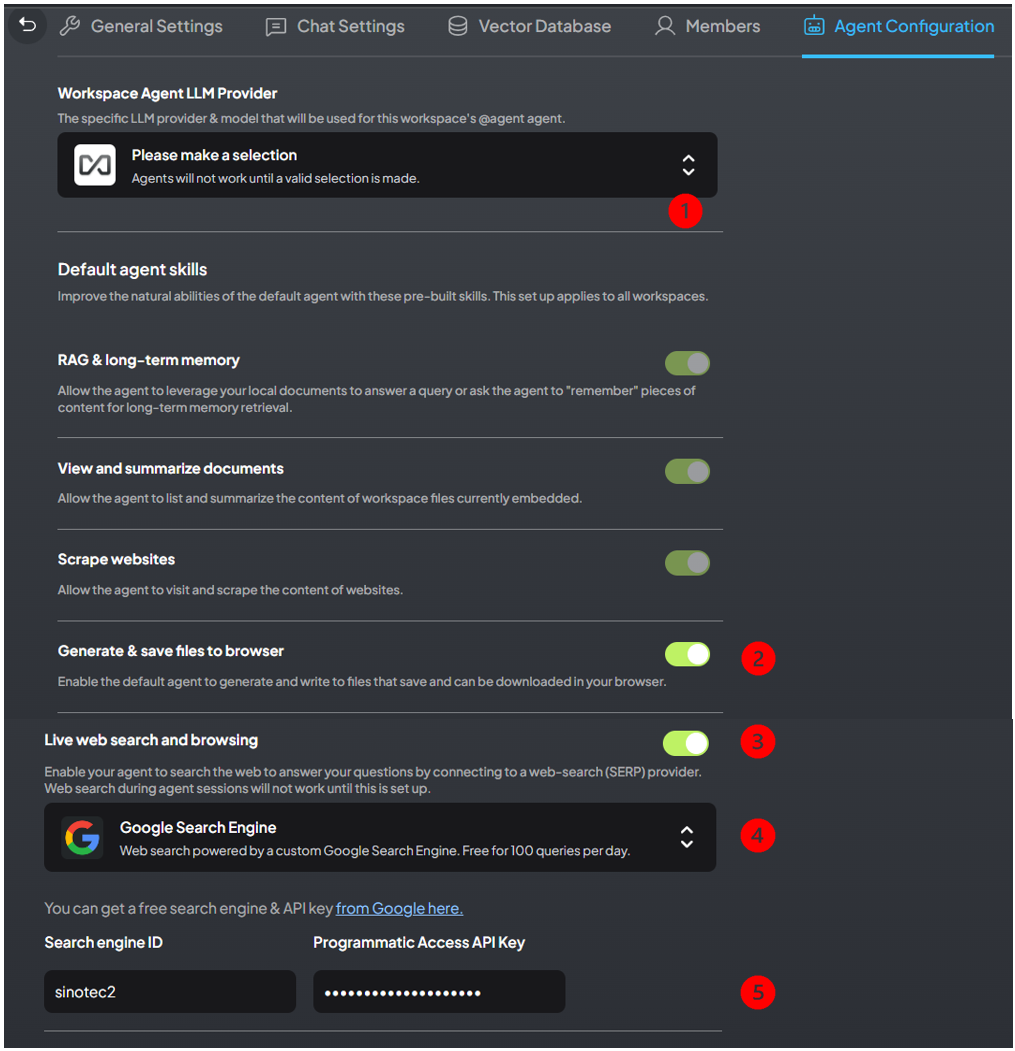 General Settings
Chat Settings
Vector Database
Members
Agent Configuration
Workspace Agent LLM Provider
The specific LLM provider & model that will be used for this workspace's @agent agent.
Please make a selection
Agents will not work until a valid selection is made.
1
Default agent skills
Improve the natural abilities of the default agent with these pre-built skills. This set up applies to all workspaces.
RAG & long-term memory
Allow the agent to leverage your local documents to answer a query or ask the agent to "remember" pieces of
content for long-term memory retrieval.
View and summarize documents
Allow the agent to list and summarize the content of workspace files currently embedded.
Scrape websites
Allow the agent to visit and scrape the content of websites.
Generate & save files to browser
2
Enable the default agent to generate and write to files that save and can be downloaded in your browser.
Live web search and browsing
3
Enable your agent to search the web to answer your questions by connecting to a web-search (SERP) provider.
Web search during agent sessions will not work until this is set up.
Google Search Engine
Web search powered by a custom Google Search Engine. Free for 100 queries per day.
4
You can get a free search engine & API key from Google here.
Search engine ID
Programmatic Access API Key
sinotec2
••••••••••••••••••••
5